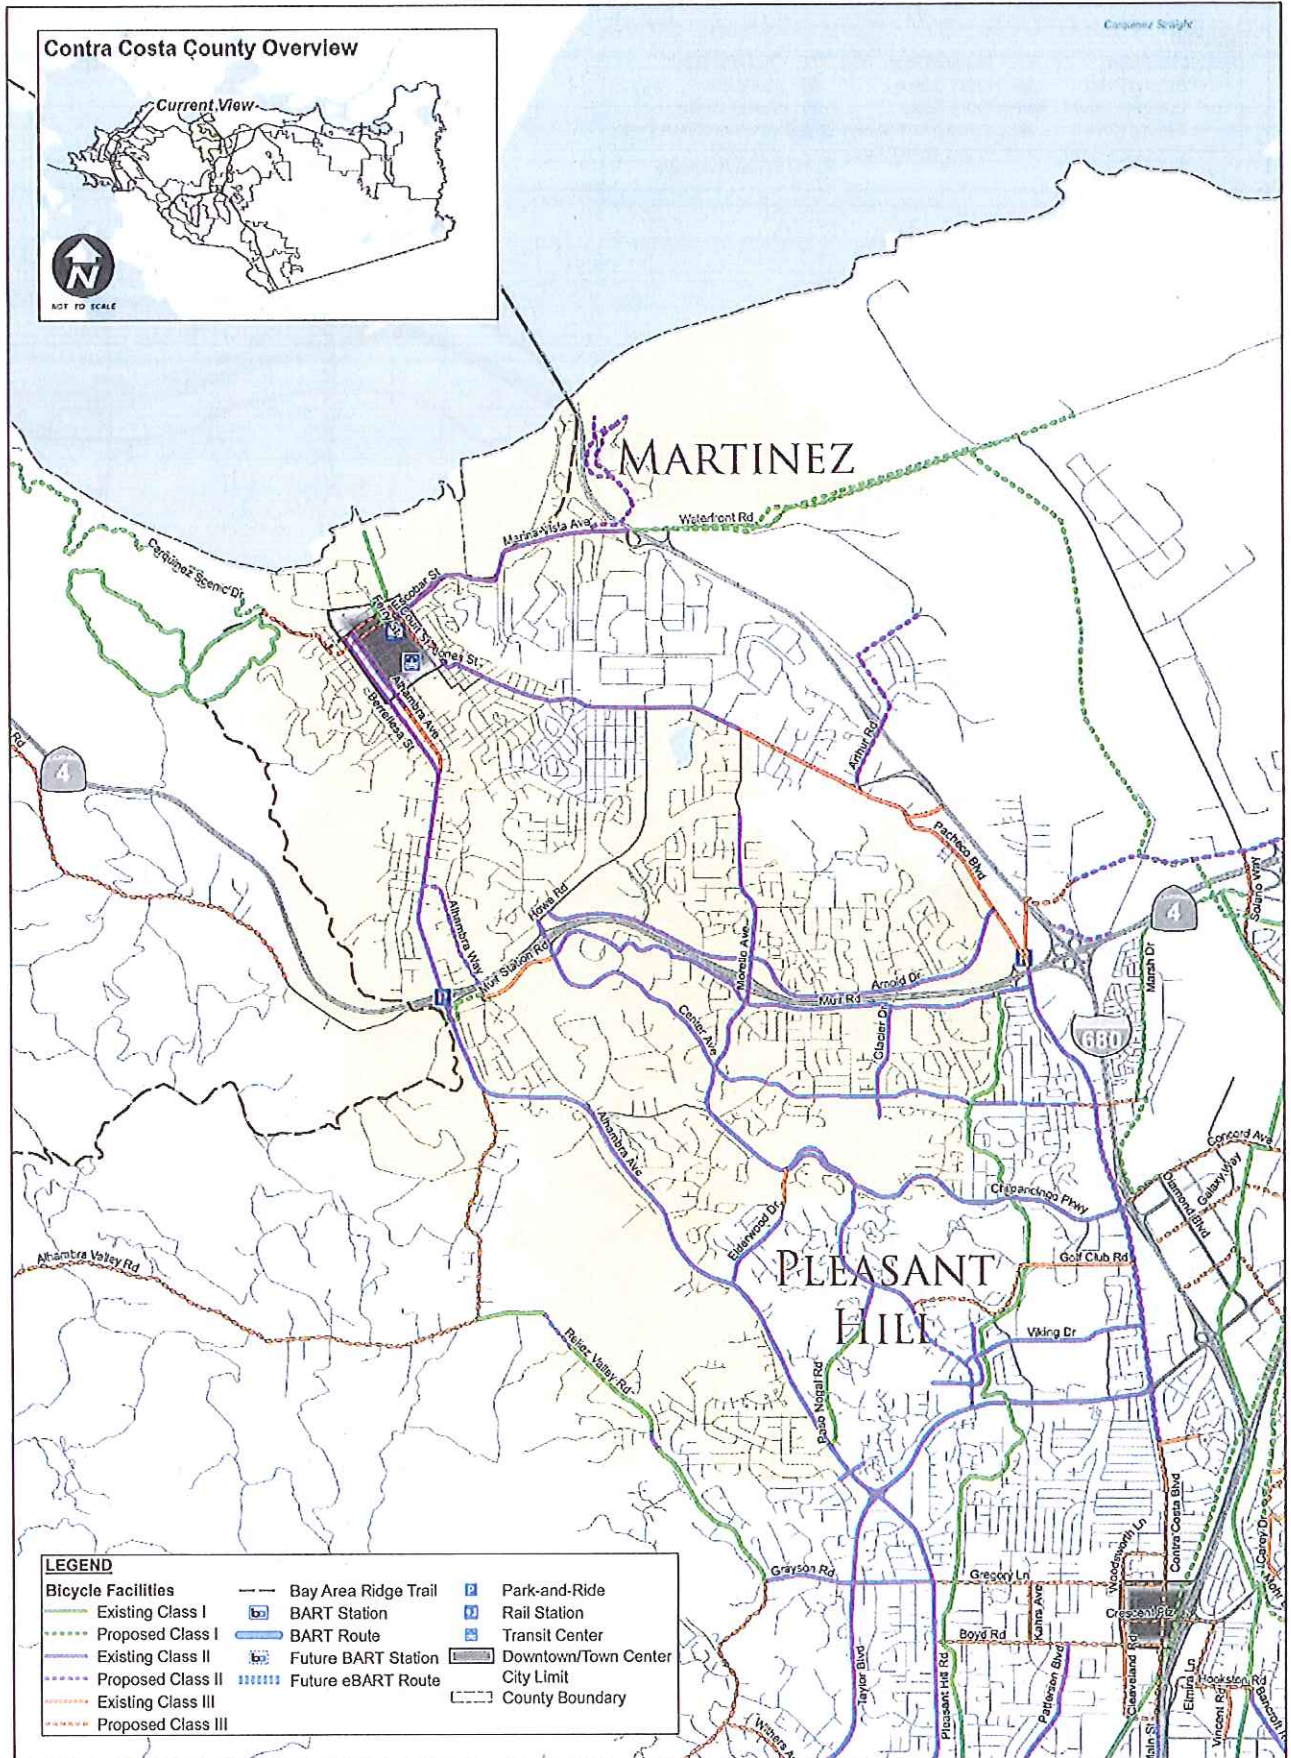 Carquinez Straight
Contra Costa County Overview
Current View
N
NOT TO SCALE
MARTINEZ
Waterfront Rd
Marina Vista Ave
Carquinez Scenic Dr
Escobar St
Ferry St
Court St
Jones St
Alhambra Ave
Berrellesa St
Arthur Rd
Rd
4
Pacheco Blvd
Solano Way
4
Howe Rd
Alhambra Way
Muir Station Rd
Morello Ave
Arnold Dr
Muir Rd
Marsh Dr
Center Ave
Glacier Dr
680
Alhambra Ave
Concord Ave
Galaxy Way
Diamond Blvd
Chilpancingo Pkwy
Elderwood Dr
Golf Club Rd
Alhambra Valley Rd
PLEASANT
HILL
Viking Dr
Reliez Valley Rd
Paso Nogal Rd
Contra Costa Blvd
Woodsworth Ln
Grayson Rd
Gregory Ln
Kahrs Ave
Crescent Plz
Boyd Rd
Taylor Blvd
Pleasant Hill Rd
Patterson Blvd
Cleaveland Rd
Elmira Ln
Hookston Rd
Vincent Rd
Main St
LEGEND
Bicycle Facilities
Existing Class I
Proposed Class I
Existing Class II
Proposed Class II
Existing Class III
Proposed Class III
Bay Area Ridge Trail
BART Station
BART Route
Future BART Station
Future eBART Route
P Park-and-Ride
Rail Station
Transit Center
Downtown/Town Center
City Limit
County Boundary